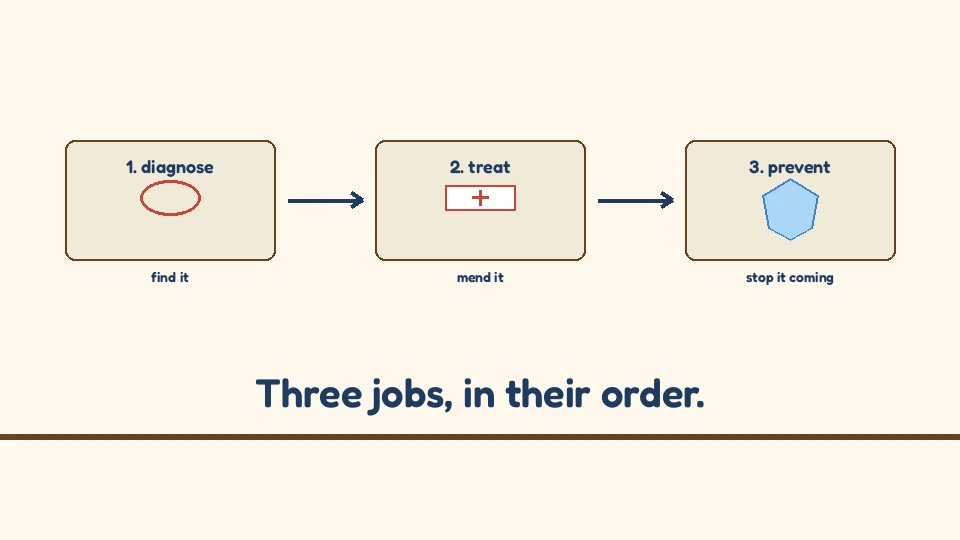 1. diagnose
2. treat
3. prevent
find it
mend it
stop it coming
Three jobs, in their order.